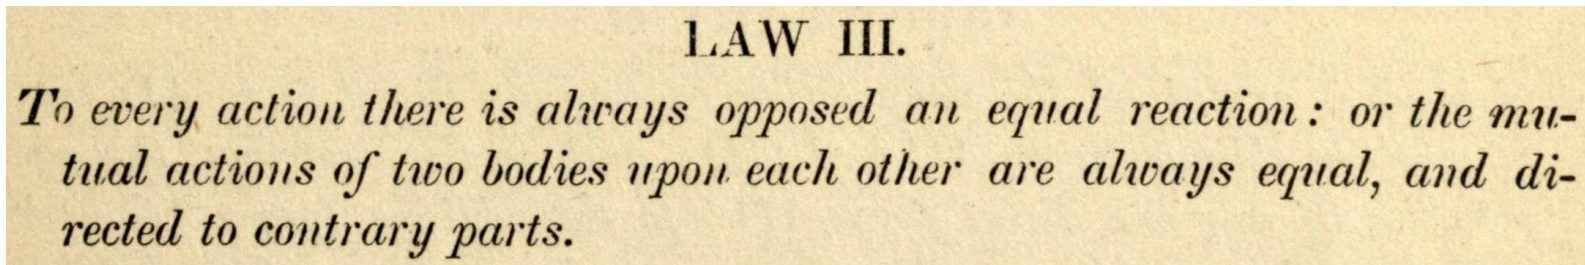 LAW III.
To every action there is always opposed an equal reaction: or the mu-
tual actions of two bodies upon each other are always equal, and di-
rected to contrary parts.